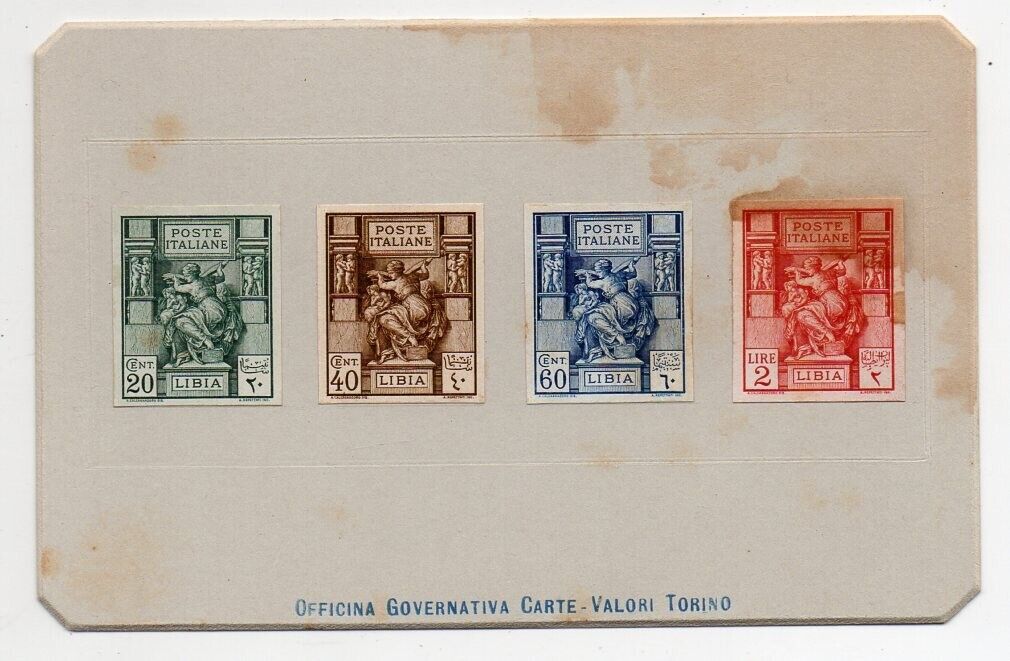 POSTE
ITALIANE
CENT.
20
LIBIA
٢٠
POSTE
ITALIANE
CENT.
40
LIBIA
٤٠
POSTE
ITALIANE
CENT.
60
LIBIA
٦٠
POSTE
ITALIANE
LIRE
2
LIBIA
٢
OFFICINA GOVERNATIVA CARTE-VALORI TORINO